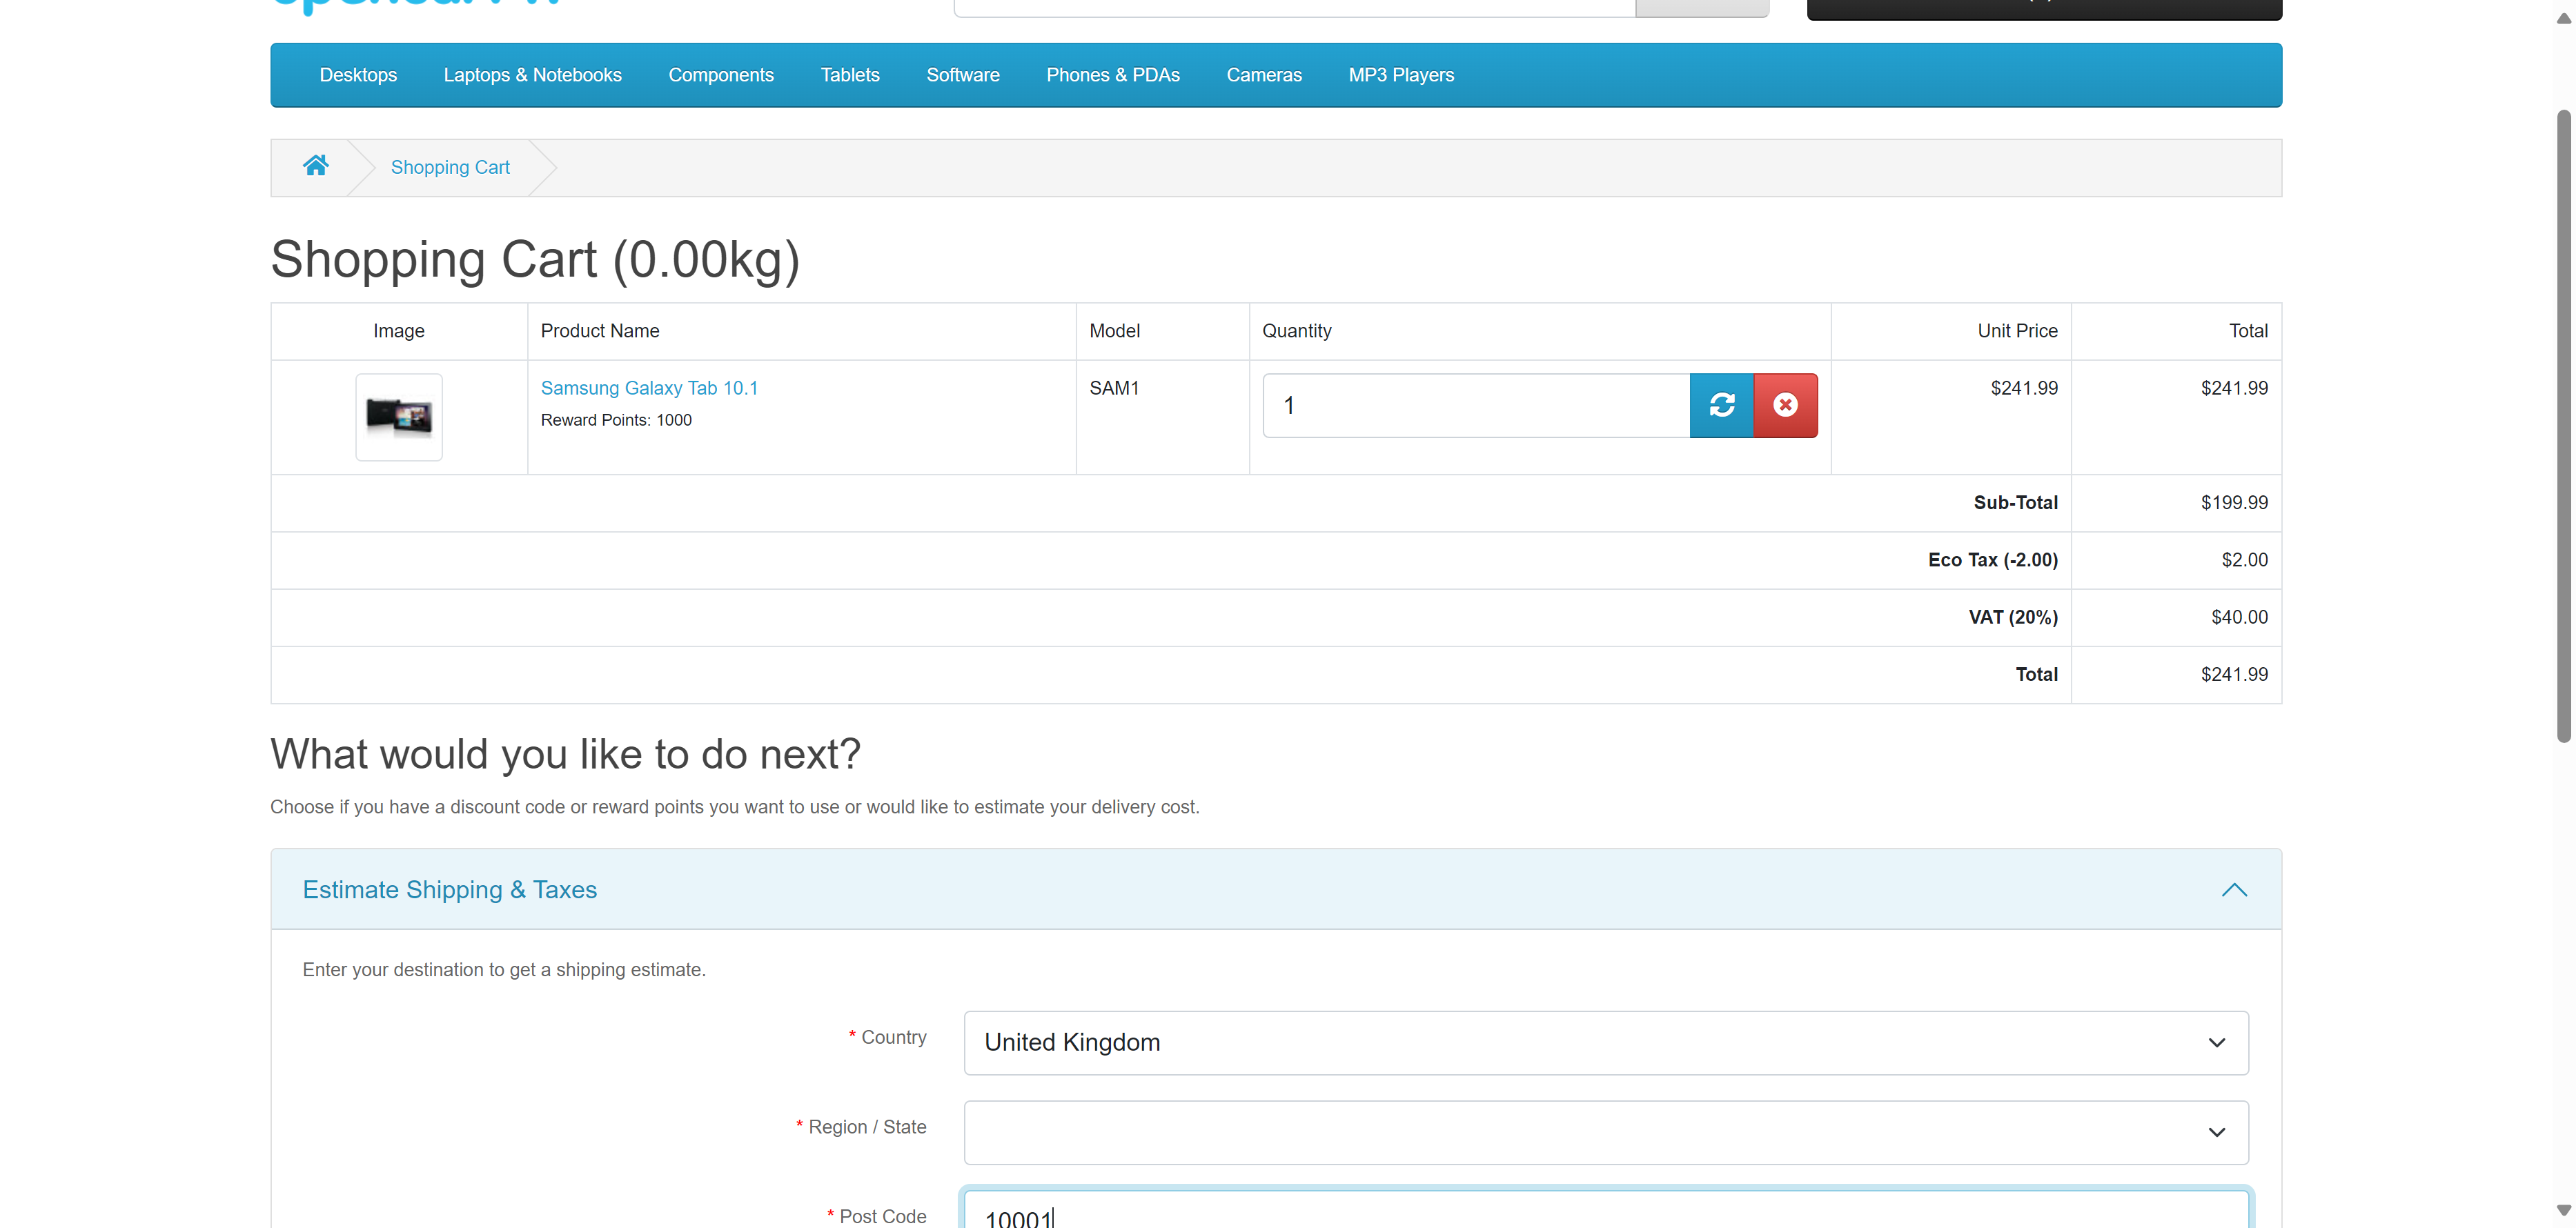 Desktops Laptops & Notebooks Components Tablets Software Phones & PDAs Cameras MP3 Players
Shopping Cart
Shopping Cart (0.00kg)
Image Product Name Model Quantity Unit Price Total
Samsung Galaxy Tab 10.1 SAM1 1 $241.99 $241.99
Reward Points: 1000
Sub-Total $199.99
Eco Tax (-2.00) $2.00
VAT (20%) $40.00
Total $241.99
What would you like to do next?
Choose if you have a discount code or reward points you want to use or would like to estimate your delivery cost.
Estimate Shipping & Taxes
Enter your destination to get a shipping estimate.
* Country United Kingdom
* Region / State
* Post Code 10001